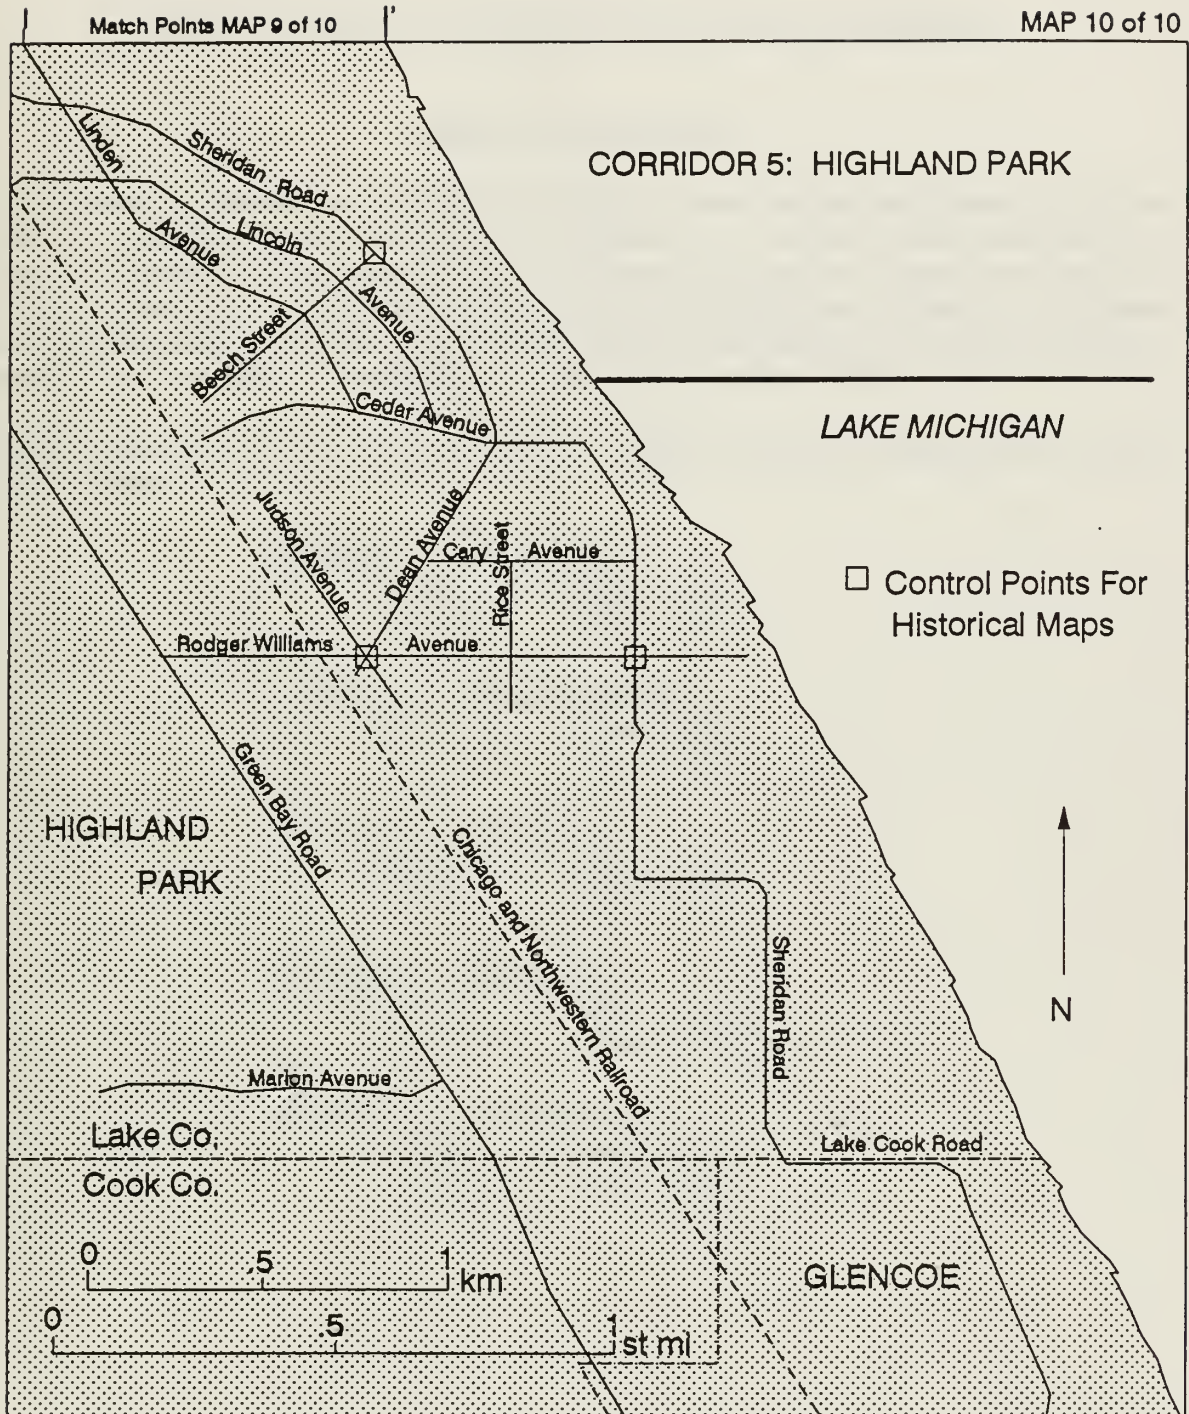 Match Points MAP 9 of 10
MAP 10 of 10
CORRIDOR 5: HIGHLAND PARK
Linden
Avenue
Sheridan Road
Lincoln
Avenue
Beech Street
Cedar Avenue
LAKE MICHIGAN
Judson Avenue
Dean Avenue
Cary Avenue
Rice Street
Control Points For
Historical Maps
Rodger Williams Avenue
Green Bay Road
HIGHLAND
PARK
Chicago and Northwestern Railroad
Sheridan Road
N
Marion Avenue
Lake Co.
Lake Cook Road
Cook Co.
0 .5 1 km
GLENCOE
0 .5 1 st mi